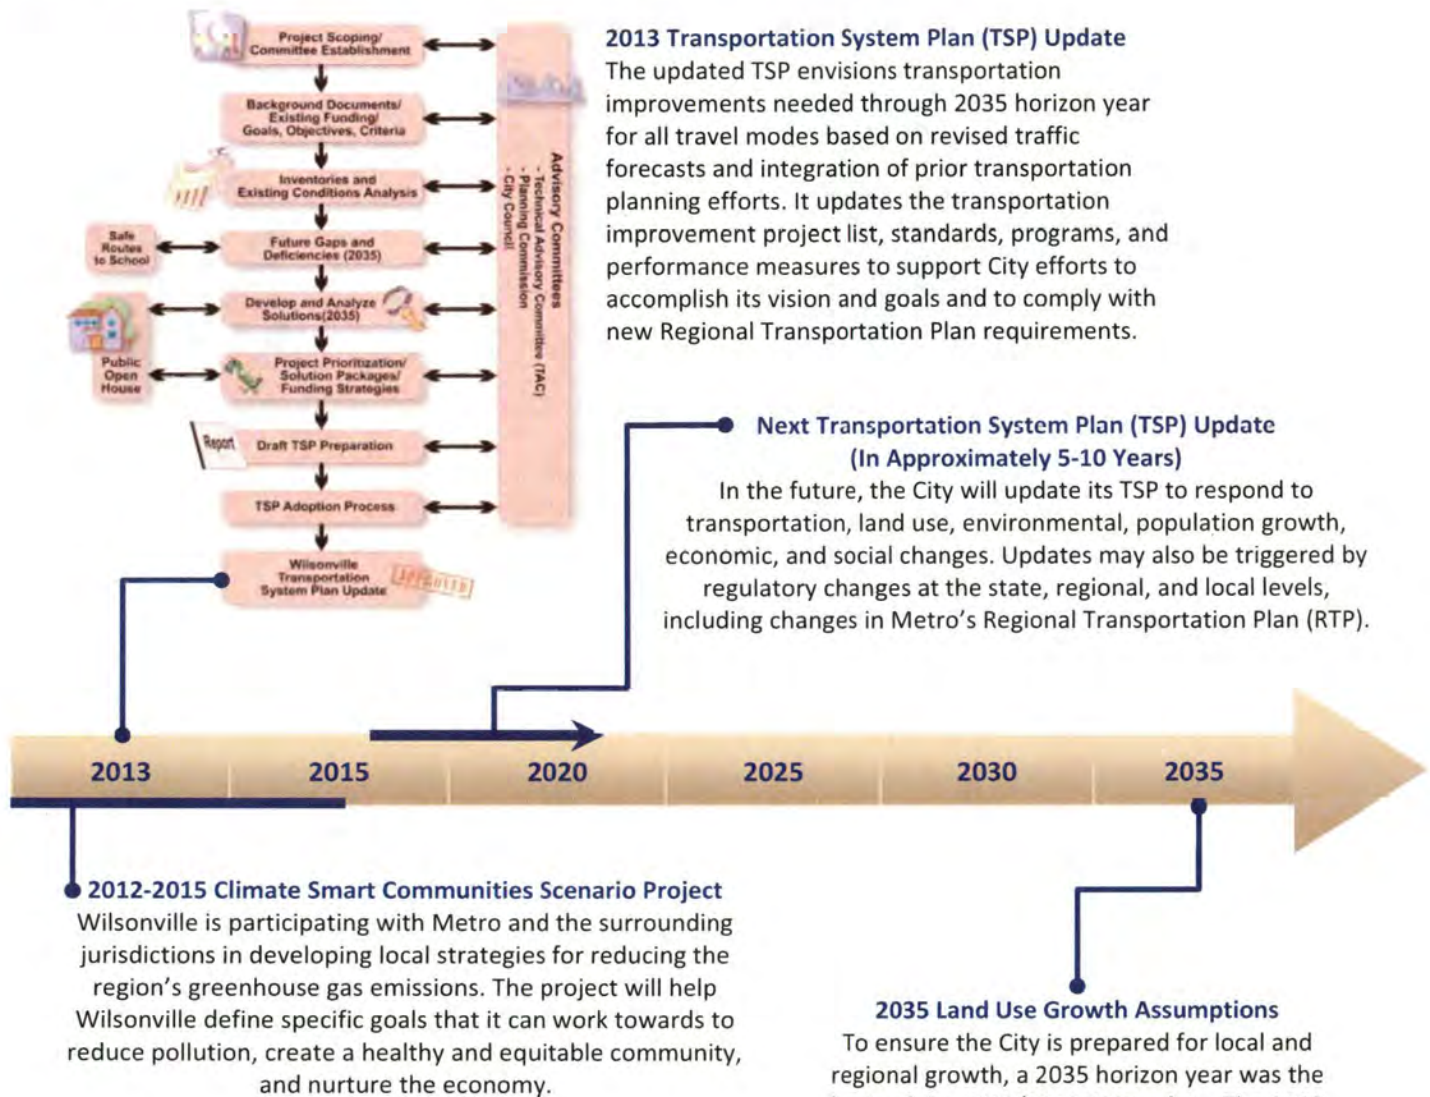 Project Scoping/
Committee Establishment
Background Documents/
Existing Funding/
Goals, Objectives, Criteria
Inventories and
Existing Conditions Analysis
Safe
Routes
to School
Future Gaps and
Deficiencies (2035)
Develop and Analyze
Solutions(2035)
Public
Open
House
Project Prioritization/
Solution Packages/
Funding Strategies
Report
Draft TSP Preparation
TSP Adoption Process
Wilsonville
Transportation
System Plan Update
APPROVED
Advisory Committees
- Technical Advisory Committee (TAC)
- Planning Commission
- City Council
2013 Transportation System Plan (TSP) Update
The updated TSP envisions transportation
improvements needed through 2035 horizon year
for all travel modes based on revised traffic
forecasts and integration of prior transportation
planning efforts. It updates the transportation
improvement project list, standards, programs, and
performance measures to support City efforts to
accomplish its vision and goals and to comply with
new Regional Transportation Plan requirements.
Next Transportation System Plan (TSP) Update
(In Approximately 5-10 Years)
In the future, the City will update its TSP to respond to
transportation, land use, environmental, population growth,
economic, and social changes. Updates may also be triggered by
regulatory changes at the state, regional, and local levels,
including changes in Metro's Regional Transportation Plan (RTP).
2013 2015 2020 2025 2030 2035
2012-2015 Climate Smart Communities Scenario Project
Wilsonville is participating with Metro and the surrounding
jurisdictions in developing local strategies for reducing the
region's greenhouse gas emissions. The project will help
Wilsonville define specific goals that it can work towards to
reduce pollution, create a healthy and equitable community,
and nurture the economy.
2035 Land Use Growth Assumptions
To ensure the City is prepared for local and
regional growth, a 2035 horizon year was the